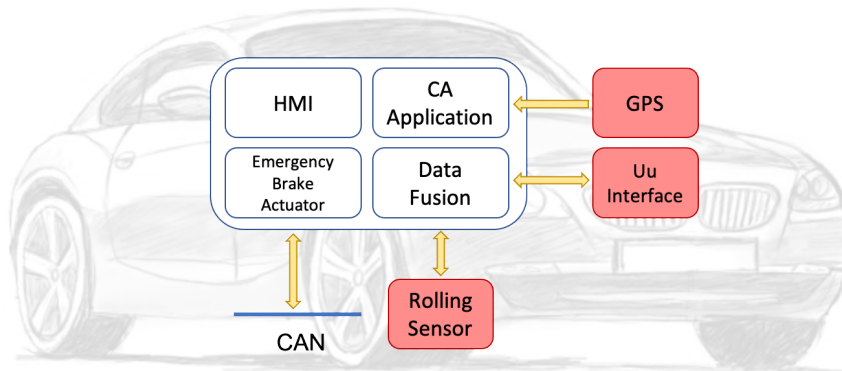 HMI
CA
Application
GPS
Emergency
Brake
Actuator
Data
Fusion
Uu
Interface
Rolling
Sensor
CAN